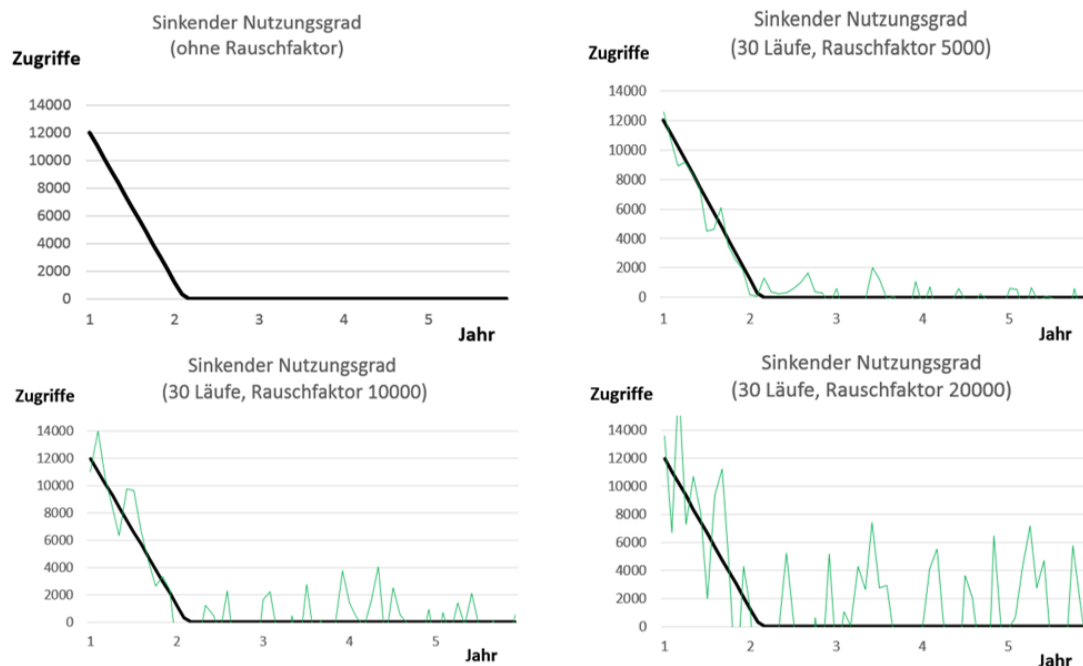 Sinkender Nutzungsgrad
(ohne Rauschfaktor)
Zugriffe
14000
12000
10000
8000
6000
4000
2000
0
1 2 3 4 5
Jahr
Sinkender Nutzungsgrad
(30 Läufe, Rauschfaktor 5000)
Zugriffe
14000
12000
10000
8000
6000
4000
2000
0
1 2 3 4 5
Jahr
Sinkender Nutzungsgrad
(30 Läufe, Rauschfaktor 10000)
Zugriffe
14000
12000
10000
8000
6000
4000
2000
0
1 2 3 4 5
Jahr
Sinkender Nutzungsgrad
(30 Läufe, Rauschfaktor 20000)
Zugriffe
14000
12000
10000
8000
6000
4000
2000
0
1 2 3 4 5
Jahr